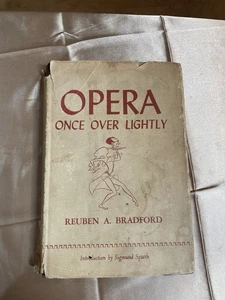 OPERA
ONCE OVER LIGHTLY
REUBEN A. BRADFORD
Introduction by Sigmund Spaeth